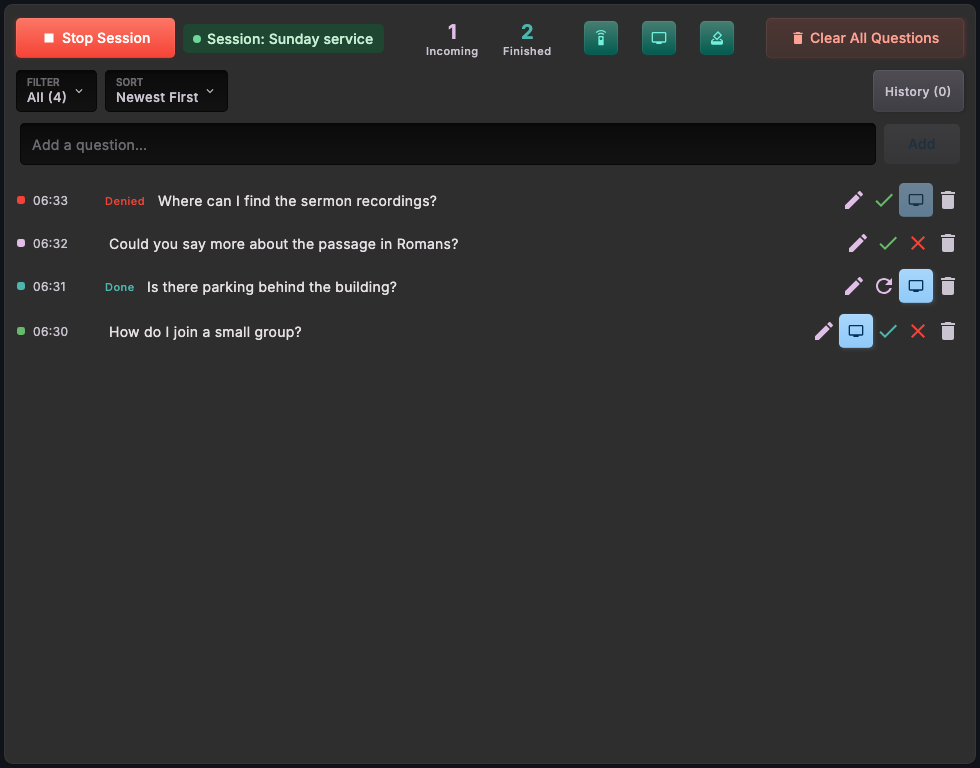 Stop Session
Session: Sunday service
1
Incoming
2
Finished
Clear All Questions
FILTER
All (4)
SORT
Newest First
History (0)
Add a question...
Add
06:33 Denied Where can I find the sermon recordings?
06:32 Could you say more about the passage in Romans?
06:31 Done Is there parking behind the building?
06:30 How do I join a small group?